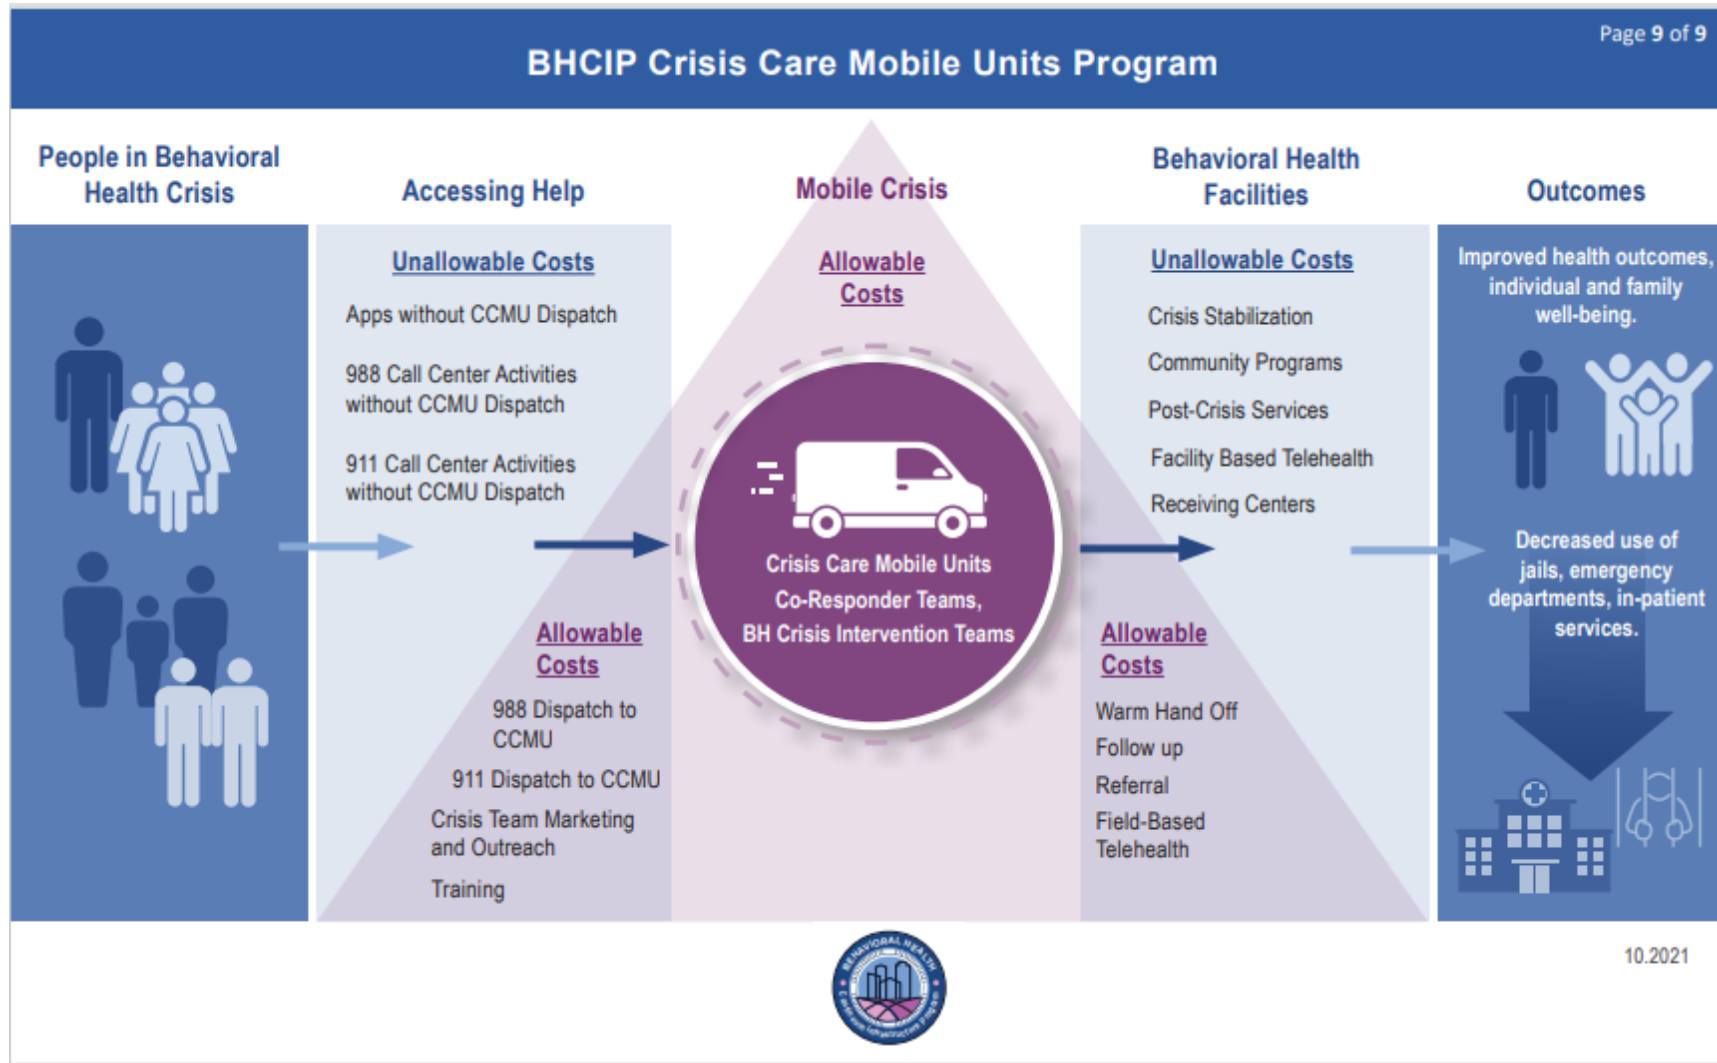 Page 9 of 9
BHCIP Crisis Care Mobile Units Program
People in Behavioral
Health Crisis
Accessing Help
Unallowable Costs
Apps without CCMU Dispatch
988 Call Center Activities
without CCMU Dispatch
911 Call Center Activities
without CCMU Dispatch
Allowable
Costs
988 Dispatch to
CCMU
911 Dispatch to CCMU
Crisis Team Marketing
and Outreach
Training
Mobile Crisis
Allowable
Costs
Crisis Care Mobile Units
Co-Responder Teams,
BH Crisis Intervention Teams
Behavioral Health
Facilities
Unallowable Costs
Crisis Stabilization
Community Programs
Post-Crisis Services
Facility Based Telehealth
Receiving Centers
Allowable
Costs
Warm Hand Off
Follow up
Referral
Field-Based
Telehealth
Outcomes
Improved health outcomes,
individual and family
well-being.
Decreased use of
jails, emergency
departments, in-patient
services.
BEHAVIORAL HEALTH
Continuum Infrastructure Program
10.2021